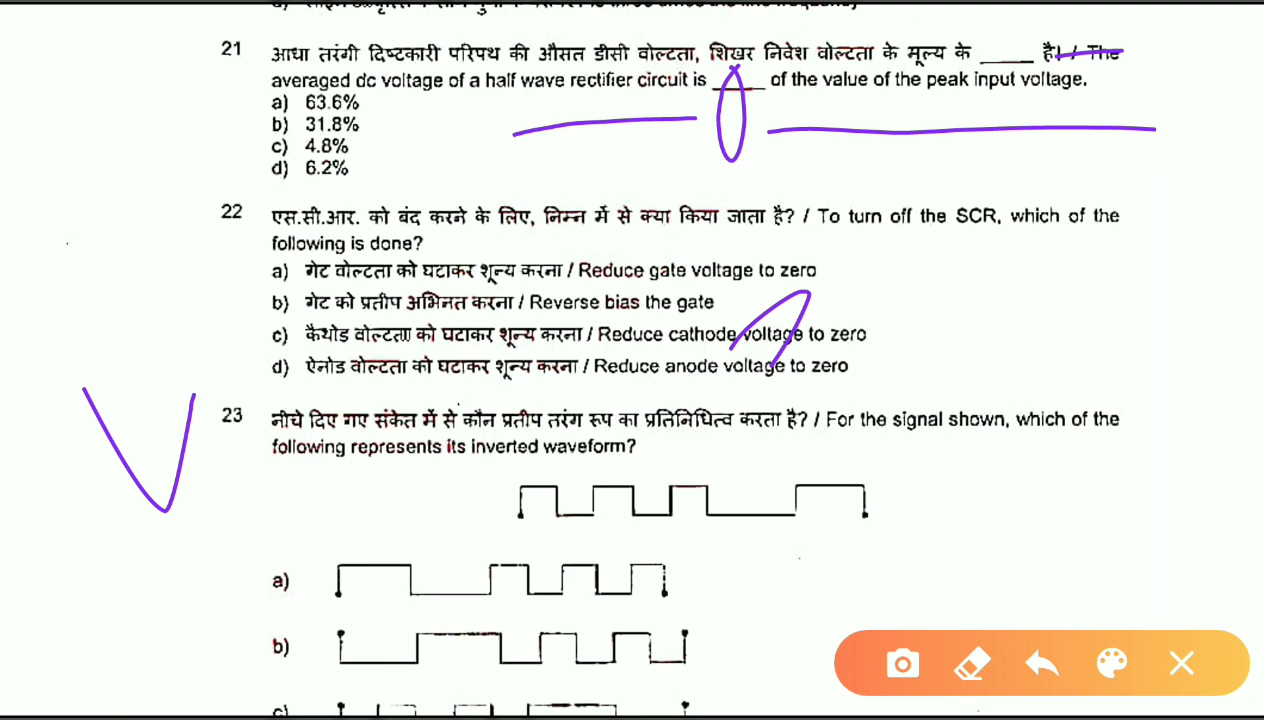 21 आधा तरंगी दिष्टकारी परिपथ की औसत डीसी वोल्टता, शिखर निवेश वोल्टता के मूल्य के _____ है। / The
averaged dc voltage of a half wave rectifier circuit is _____ of the value of the peak input voltage.
a) 63.6%
b) 31.8%
c) 4.8%
d) 6.2%
22 एस.सी.आर. को बंद करने के लिए, निम्न में से क्या किया जाता है? / To turn off the SCR, which of the
following is done?
a) गेट वोल्टता को घटाकर शून्य करना / Reduce gate voltage to zero
b) गेट को प्रतीप अभिनत करना / Reverse bias the gate
c) कैथोड वोल्टता को घटाकर शून्य करना / Reduce cathode voltage to zero
d) ऐनोड वोल्टता को घटाकर शून्य करना / Reduce anode voltage to zero
23 नीचे दिए गए संकेत में से कौन प्रतीप तरंग रूप का प्रतिनिधित्व करता है? / For the signal shown, which of the
following represents its inverted waveform?
a)
b)
c)